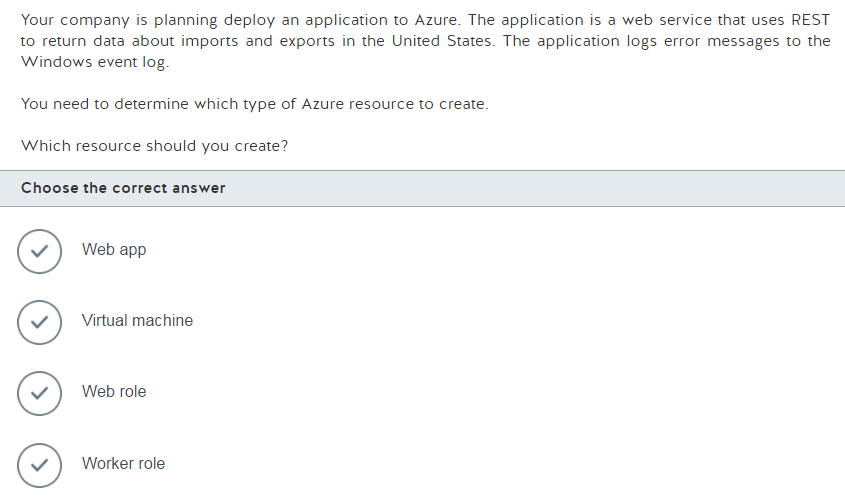 Your company is planning deploy an application to Azure. The application is a web service that uses REST
to return data about imports and exports in the United States. The application logs error messages to the
Windows event log.
You need to determine which type of Azure resource to create.
Which resource should you create?
Choose the correct answer
Web app
Virtual machine
Web role
Worker role